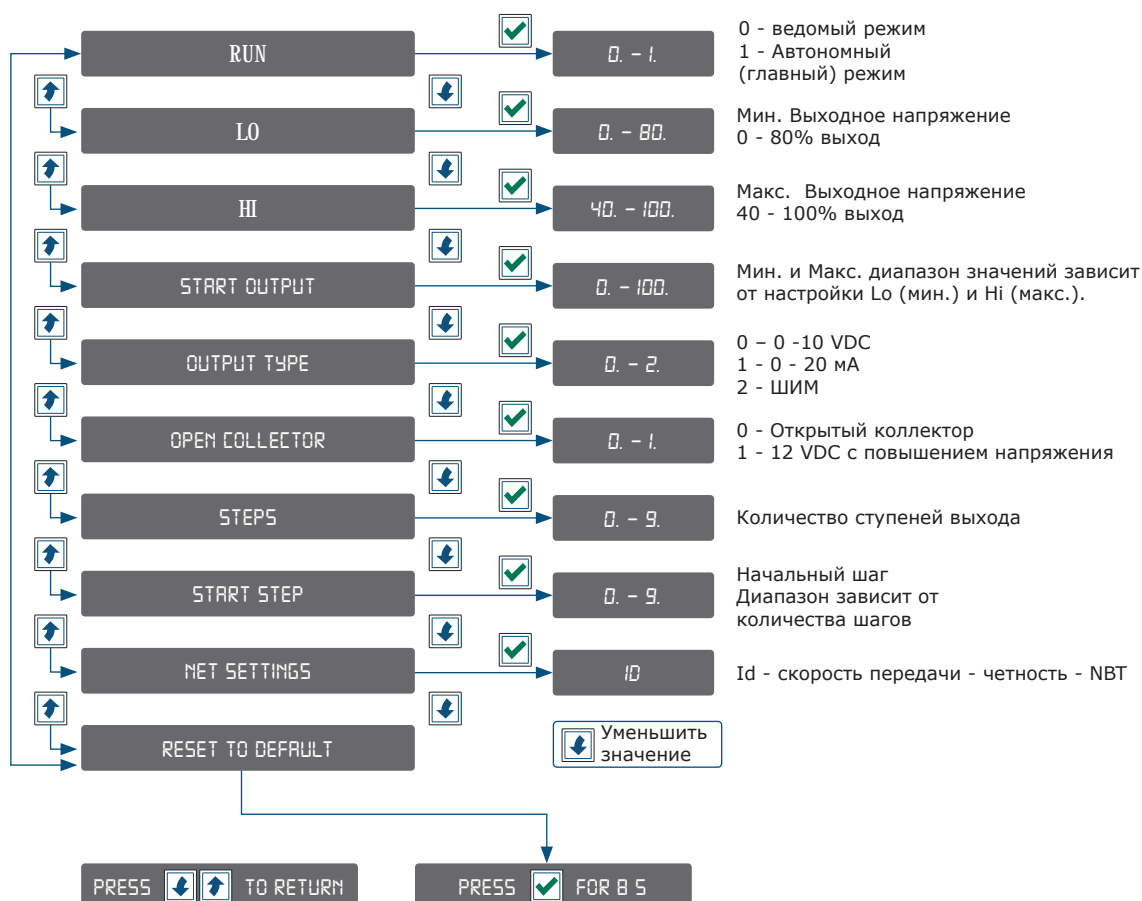 RUN
0. - 1.
0 - ведомый режим
1 - Автономный
(главный) режим
LO
0. - 80.
Мин. Выходное напряжение
0 - 80% выход
HI
40. - 100.
Макс. Выходное напряжение
40 - 100% выход
START OUTPUT
0. - 100.
Мин. и Макс. диапазон значений зависит
от настройки Lo (мин.) и Hi (макс.).
OUTPUT TYPE
0. - 2.
0 – 0 -10 VDC
1 - 0 - 20 мА
2 - ШИМ
OPEN COLLECTOR
0. - 1.
0 - Открытый коллектор
1 - 12 VDC с повышением напряжения
STEPS
0. - 9.
Количество ступеней выхода
START STEP
0. - 9.
Начальный шаг
Диапазон зависит от
количества шагов
NET SETTINGS
ID
Id - скорость передачи - четность - NBT
RESET TO DEFAULT
Уменьшить
значение
PRESS TO RETURN
PRESS FOR 8 S